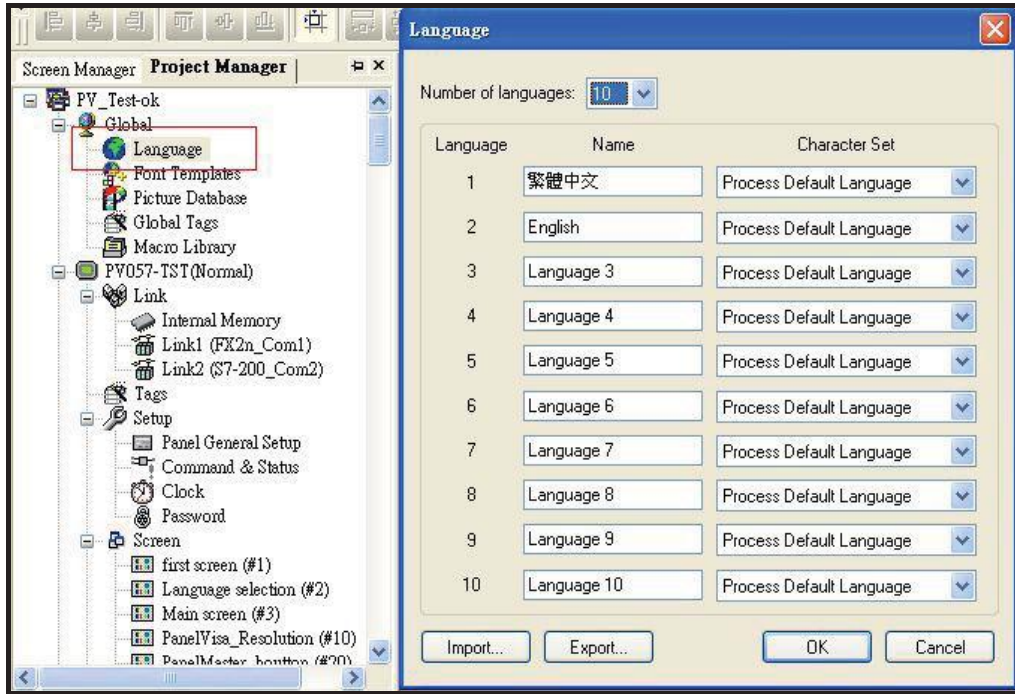 Screen Manager Project Manager
PV_Test-ok
Global
Language
Font Templates
Picture Database
Global Tags
Macro Library
PV057-TST(Normal)
Link
Internal Memory
Link1 (FX2n_Com1)
Link2 (S7-200_Com2)
Tags
Setup
Panel General Setup
Command & Status
Clock
Password
Screen
first screen (#1)
Language selection (#2)
Main screen (#3)
PanelVisa_Resolution (#10)
PanelMaster_boutton (#20)
Language
Number of languages: 10
Language Name Character Set
1 繁體中文 Process Default Language
2 English Process Default Language
3 Language 3 Process Default Language
4 Language 4 Process Default Language
5 Language 5 Process Default Language
6 Language 6 Process Default Language
7 Language 7 Process Default Language
8 Language 8 Process Default Language
9 Language 9 Process Default Language
10 Language 10 Process Default Language
Import... Export... OK Cancel